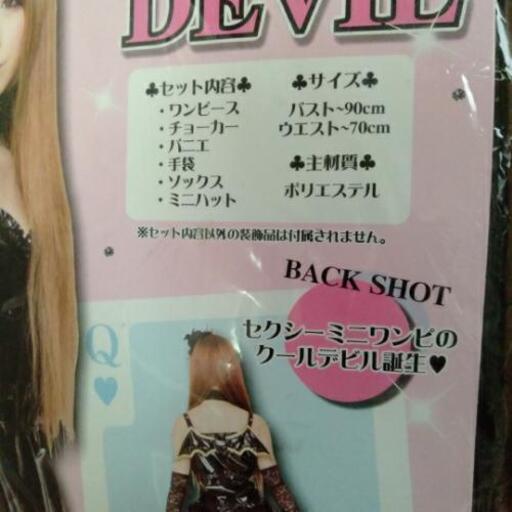 DEVIL
♣セット内容♣
・ワンピース
・チョーカー
・パニエ
・手袋
・ソックス
・ミニハット
♣サイズ♣
バスト~90cm
ウエスト~70cm
♣主材質♣
ポリエステル
※セット内容以外の装飾品は付属されません。
BACK SHOT
セクシーミニワンピの
クールデビル誕生♥
Q